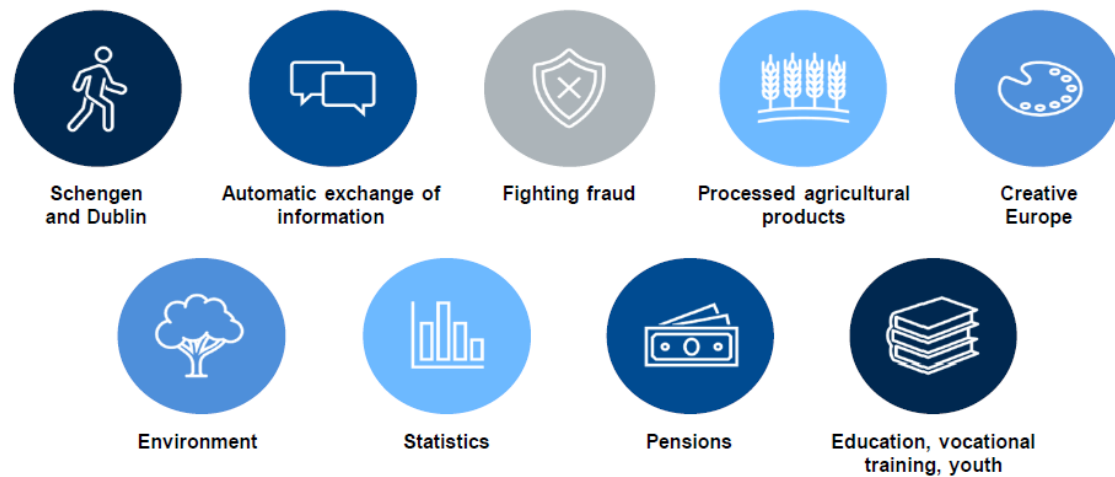 Schengen
and Dublin
Automatic exchange of
information
Fighting fraud
Processed agricultural
products
Creative
Europe
Environment
Statistics
Pensions
Education, vocational
training, youth